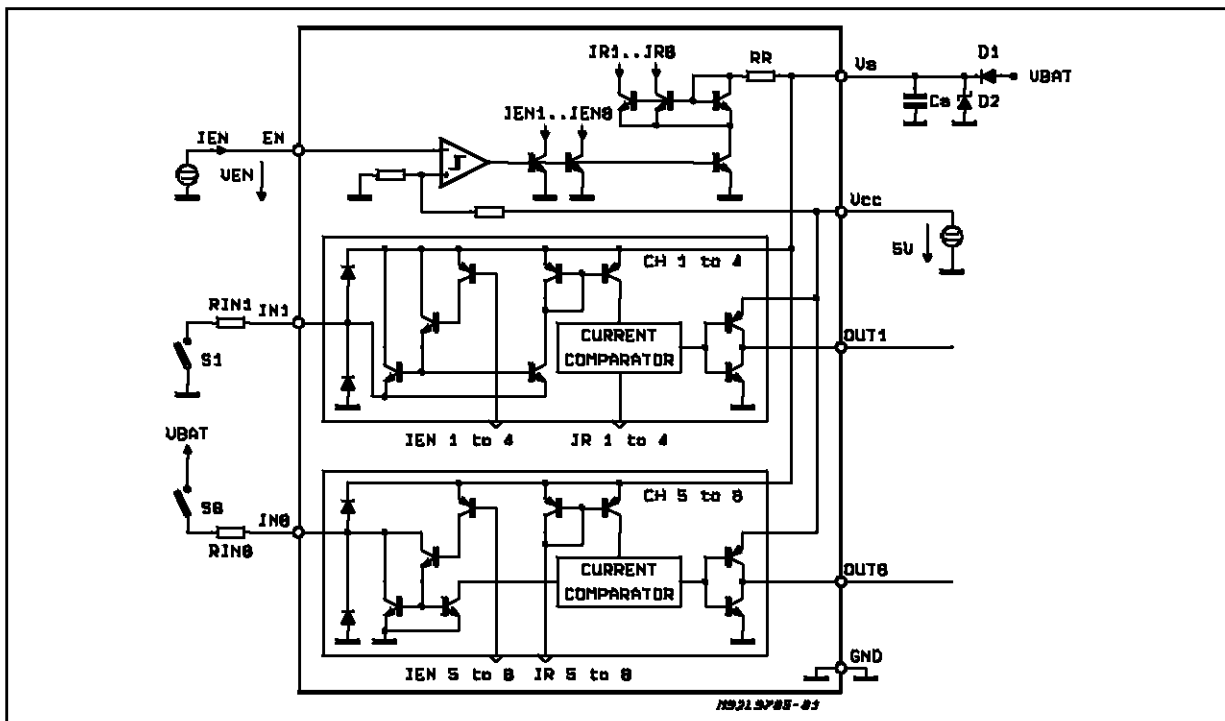 IR1..IR8
RR
Vs
D1
VBAT
Cs
D2
IEN1..IEN8
IEN
EN
VEN
Vcc
5V
CH 1 to 4
RIN1
IN1
S1
CURRENT
COMPARATOR
OUT1
IEN 1 to 4
IR 1 to 4
VBAT
CH 5 to 8
S8
IN8
RIN8
CURRENT
COMPARATOR
OUT8
IEN 5 to 8
IR 5 to 8
GND